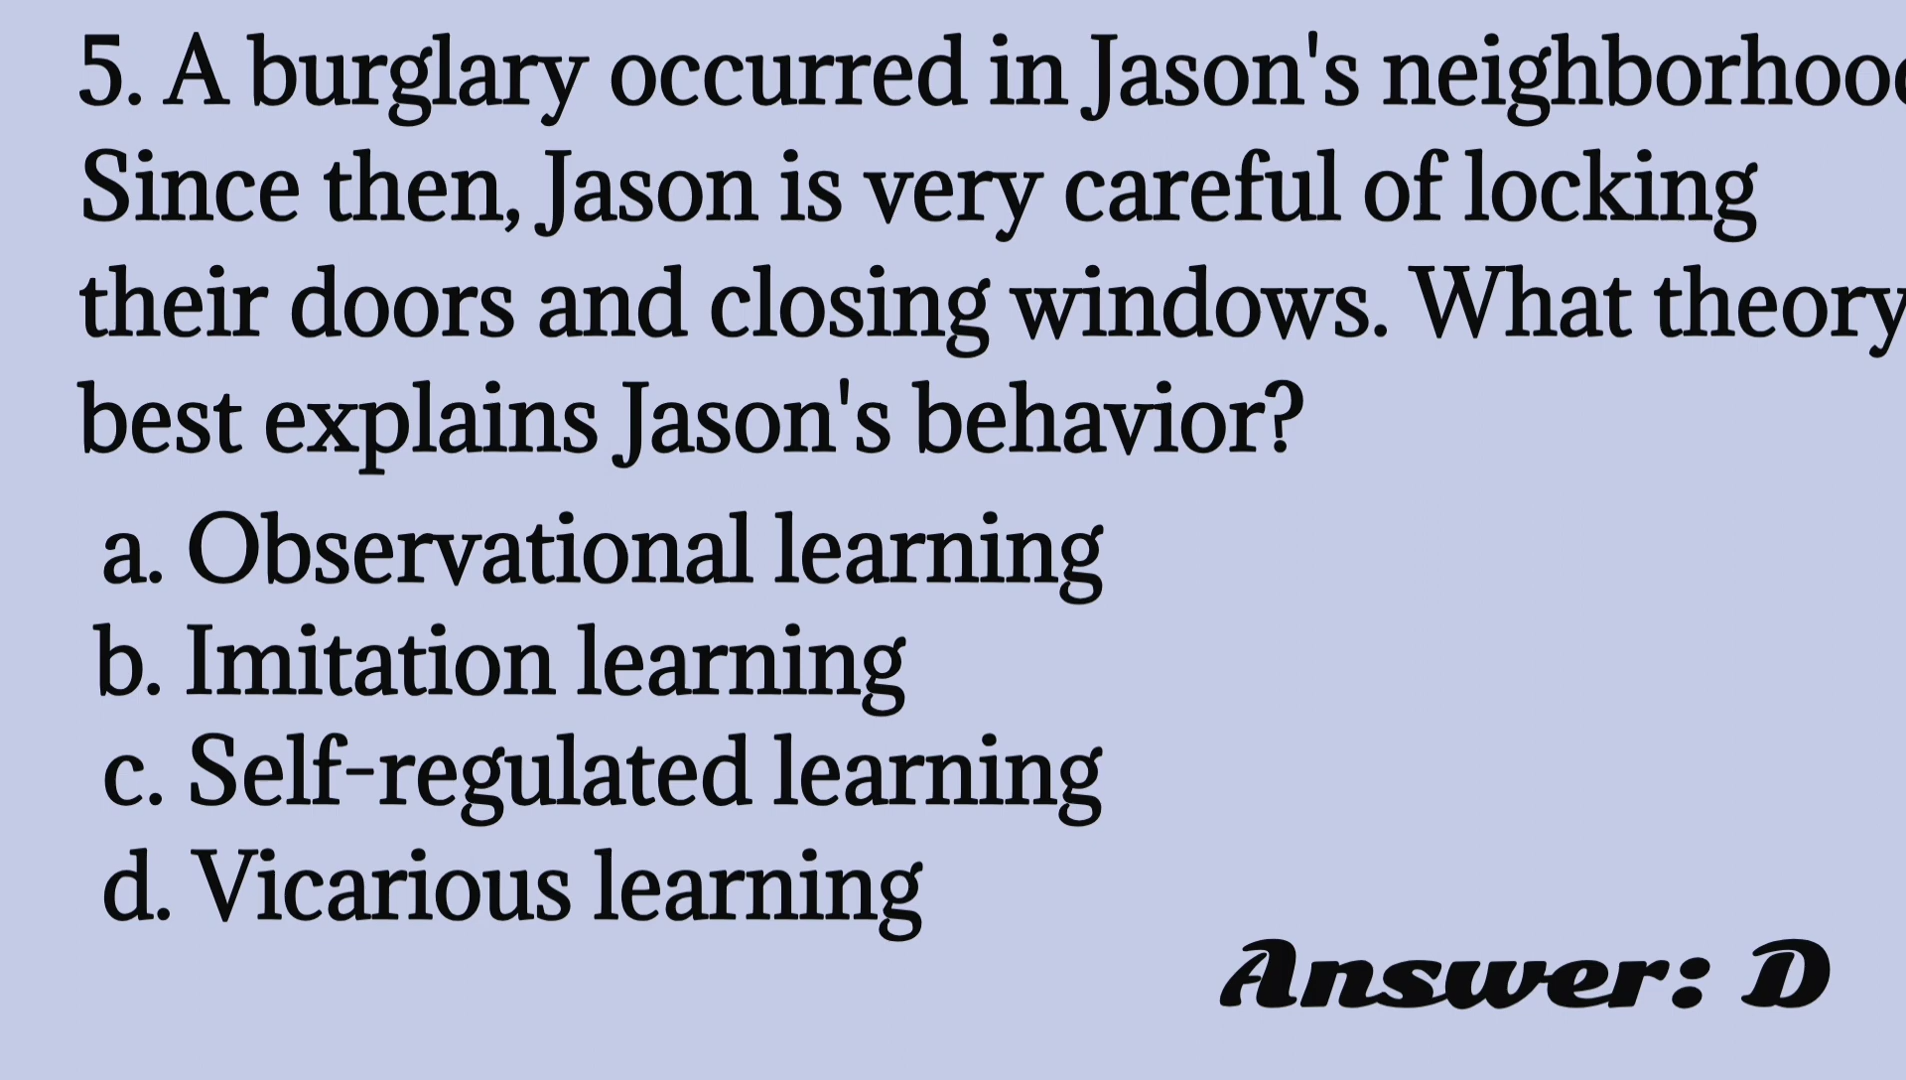 5. A burglary occurred in Jason's neighborhood
Since then, Jason is very careful of locking
their doors and closing windows. What theory
best explains Jason's behavior?
a. Observational learning
b. Imitation learning
c. Self-regulated learning
d. Vicarious learning
Answer: D